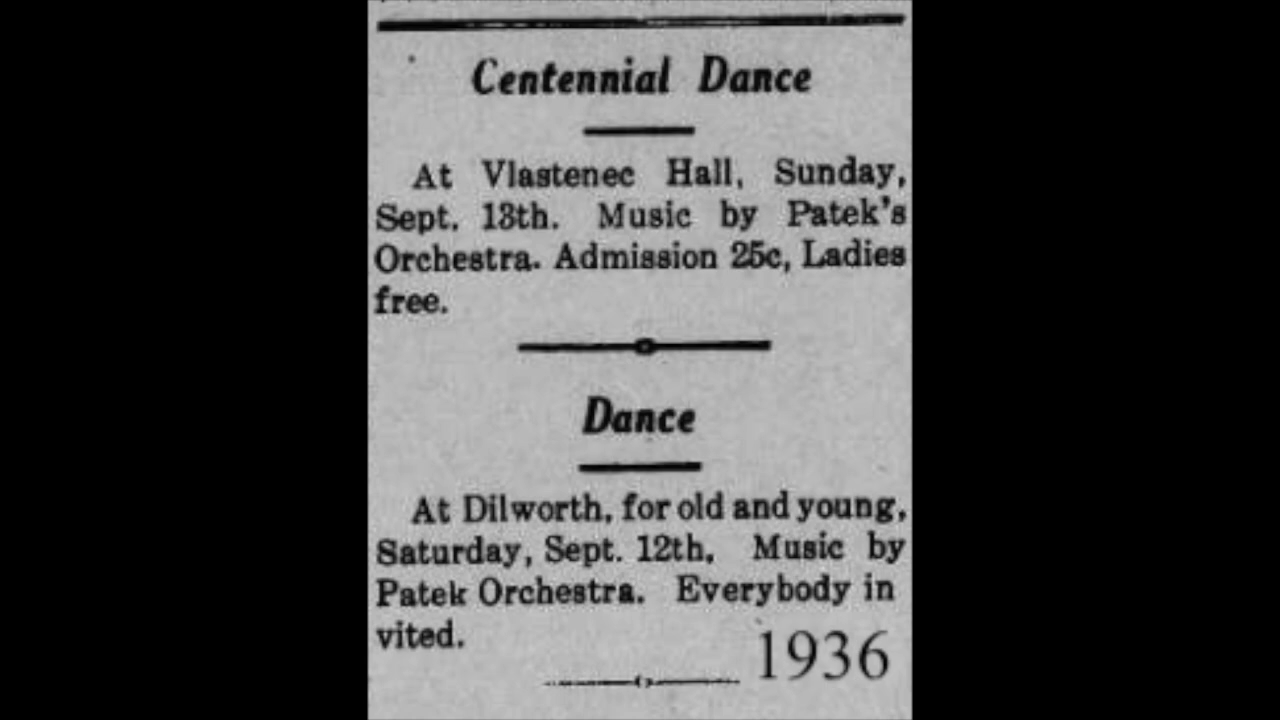 Centennial Dance
At Vlastenec Hall, Sunday,
Sept. 13th. Music by Patek's
Orchestra. Admission 25c, Ladies
free.
Dance
At Dilworth, for old and young,
Saturday, Sept. 12th. Music by
Patek Orchestra. Everybody in
vited.
1936